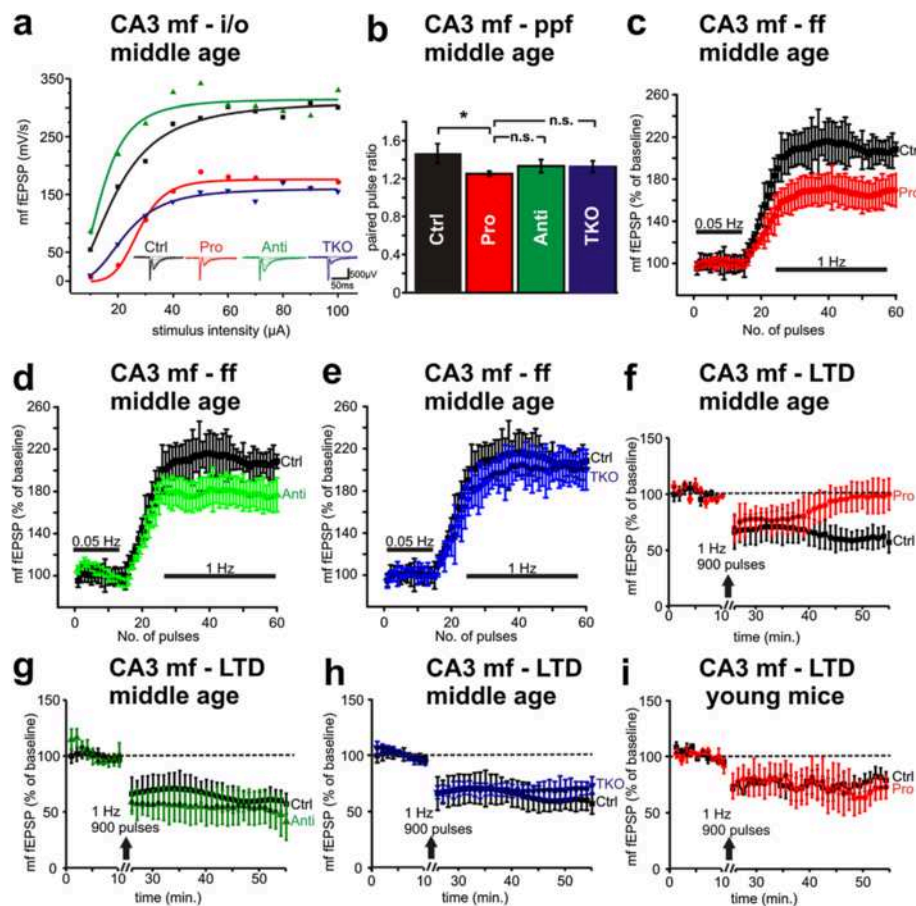 a
CA3 mf - i/o
middle age
mf fEPSP (mV/s)
350
250
150
50
0
20
40
60
80
100
stimulus intensity (µA)
Ctrl
Pro
Anti
TKO
500µV
50ms
b
CA3 mf - ppf
middle age
paired pulse ratio
1.6
1.2
0.8
0.4
0
*
n.s.
n.s.
Ctrl
Pro
Anti
TKO
c
CA3 mf - ff
middle age
mf fEPSP (% of baseline)
260
220
180
140
100
Ctrl
Pro
0.05 Hz
1 Hz
0
20
40
60
No. of pulses
d
CA3 mf - ff
middle age
mf fEPSP (% of baseline)
260
220
180
140
100
Ctrl
Anti
0.05 Hz
1 Hz
0
20
40
60
No. of pulses
e
CA3 mf - ff
middle age
mf fEPSP (% of baseline)
260
220
180
140
100
Ctrl
TKO
0.05 Hz
1 Hz
0
20
40
60
No. of pulses
f
CA3 mf - LTD
middle age
mf fEPSP (% of baseline)
150
100
50
0
Pro
Ctrl
1 Hz
900 pulses
0
10
30
40
50
time (min.)
g
CA3 mf - LTD
middle age
mf fEPSP (% of baseline)
150
100
50
0
Ctrl
Anti
1 Hz
900 pulses
0
10
30
40
50
time (min.)
h
CA3 mf - LTD
middle age
mf fEPSP (% of baseline)
150
100
50
0
TKO
Ctrl
1 Hz
900 pulses
0
10
30
40
50
time (min.)
i
CA3 mf - LTD
young mice
mf fEPSP (% of baseline)
150
100
50
0
Ctrl
Pro
1 Hz
900 pulses
0
10
30
40
50
time (min.)